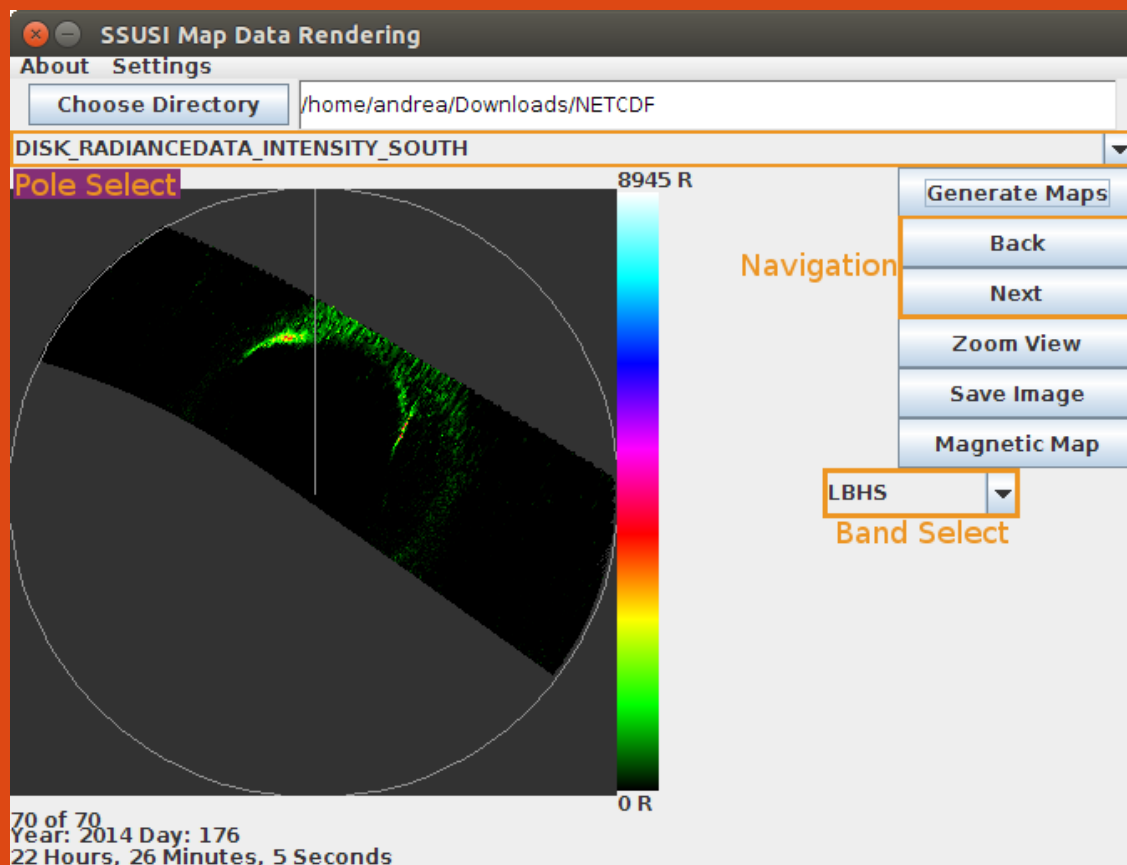 SSUSI Map Data Rendering
About Settings
Choose Directory /home/andrea/Downloads/NETCDF
DISK_RADIANCEDATA_INTENSITY_SOUTH
Pole Select
8945 R
Generate Maps
Back
Navigation
Next
Zoom View
Save Image
Magnetic Map
LBHS
Band Select
0 R
70 of 70
Year: 2014 Day: 176
22 Hours, 26 Minutes, 5 Seconds